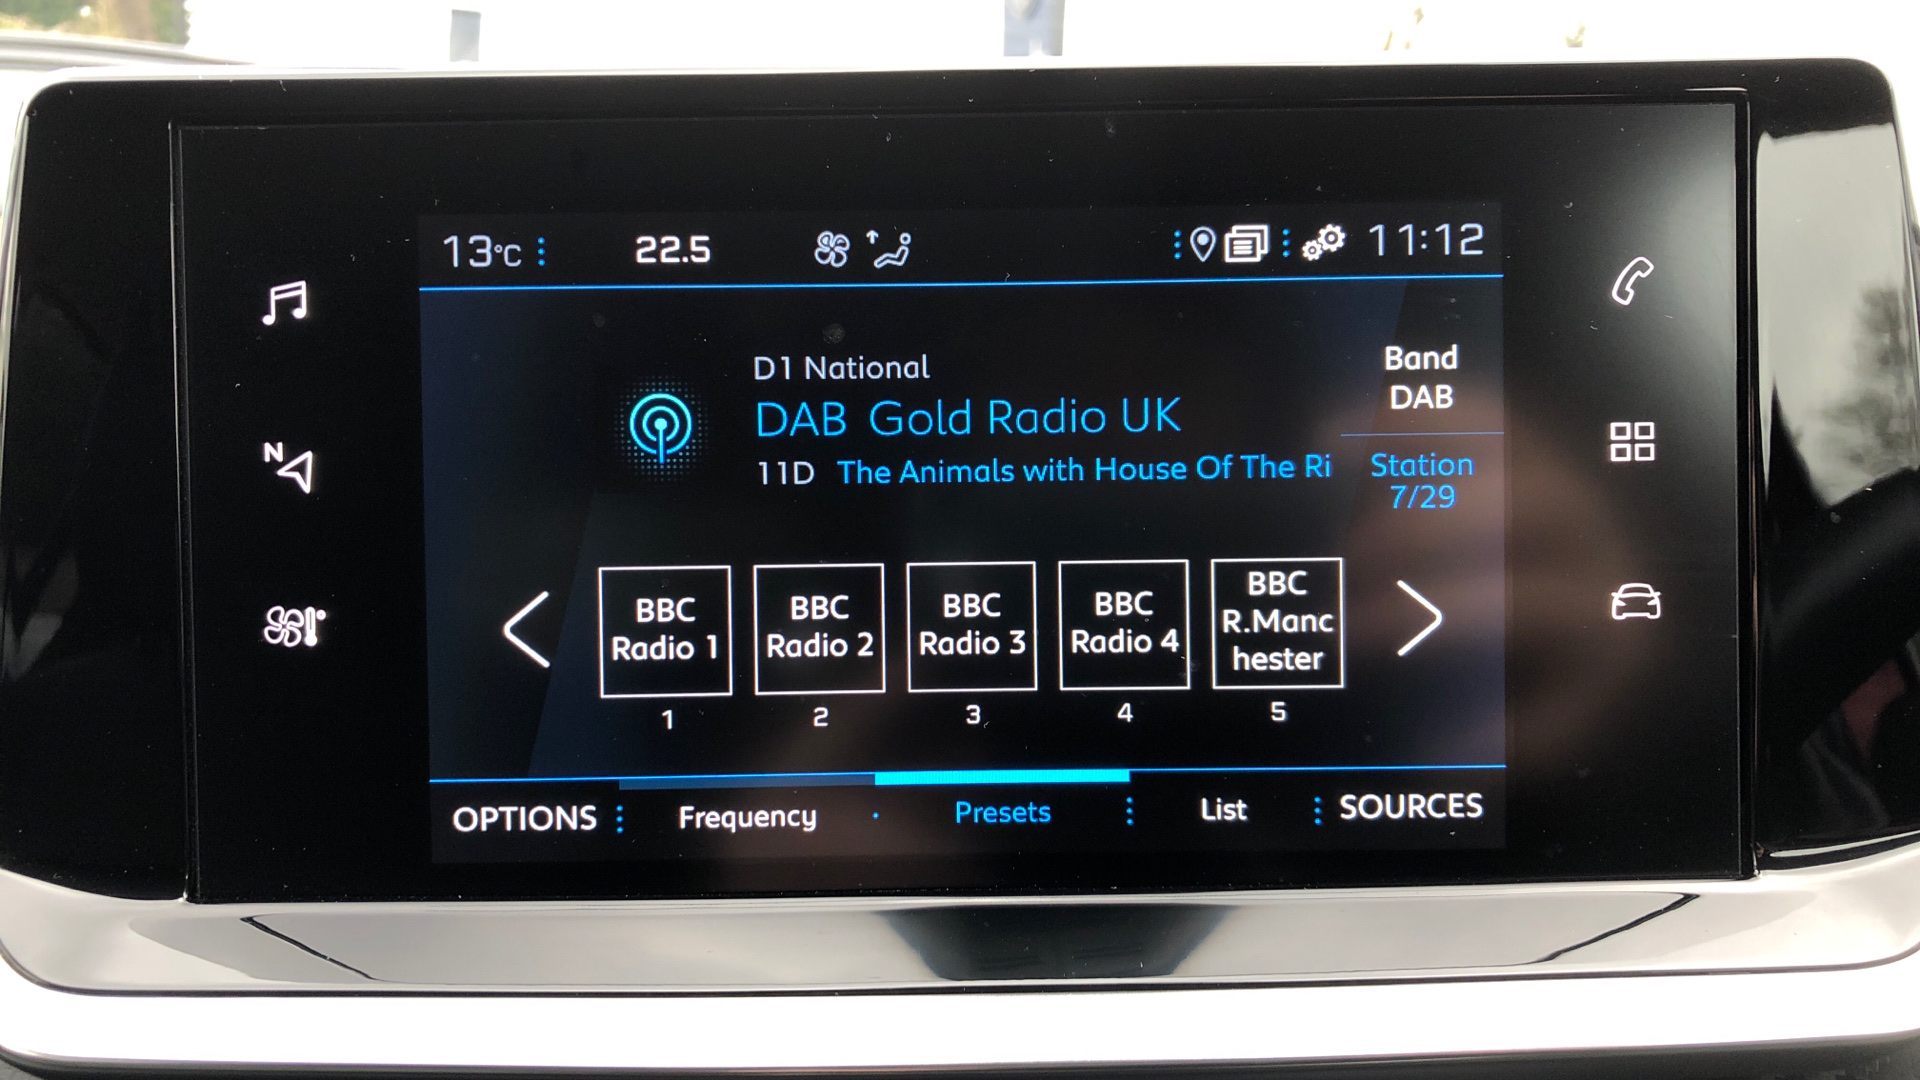 13°C
22.5
11:12
N
D1 National
DAB Gold Radio UK
11D The Animals with House Of The Ri
Band
DAB
Station
7/29
BBC
Radio 1
BBC
Radio 2
BBC
Radio 3
BBC
Radio 4
BBC
R.Manc
hester
1
2
3
4
5
OPTIONS
Frequency
Presets
List
SOURCES